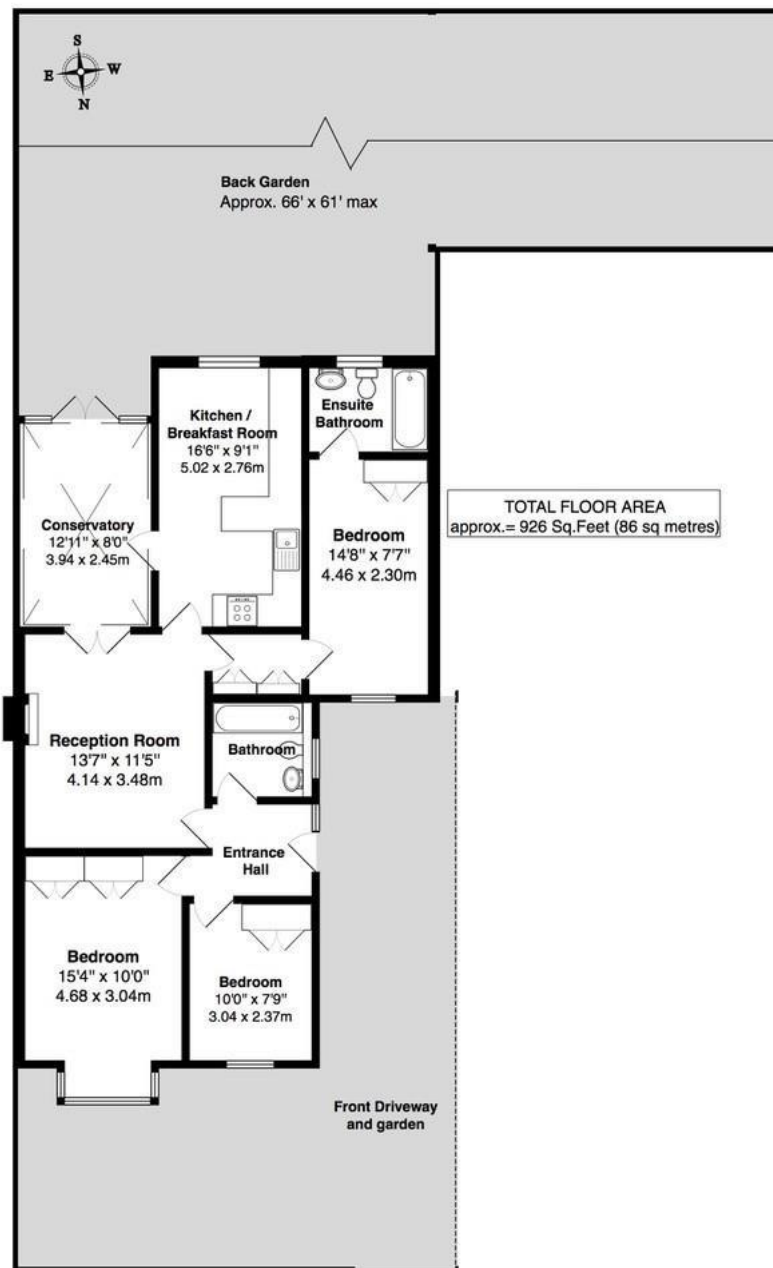 S
E W
N
Back Garden
Approx. 66' x 61' max
Kitchen /
Breakfast Room
16'6" x 9'1"
5.02 x 2.76m
Ensuite
Bathroom
Conservatory
12'11" x 8'0"
3.94 x 2.45m
Bedroom
14'8" x 7'7"
4.46 x 2.30m
TOTAL FLOOR AREA
approx.= 926 Sq.Feet (86 sq metres)
Reception Room
13'7" x 11'5"
4.14 x 3.48m
Bathroom
Entrance
Hall
Bedroom
15'4" x 10'0"
4.68 x 3.04m
Bedroom
10'0" x 7'9"
3.04 x 2.37m
Front Driveway
and garden